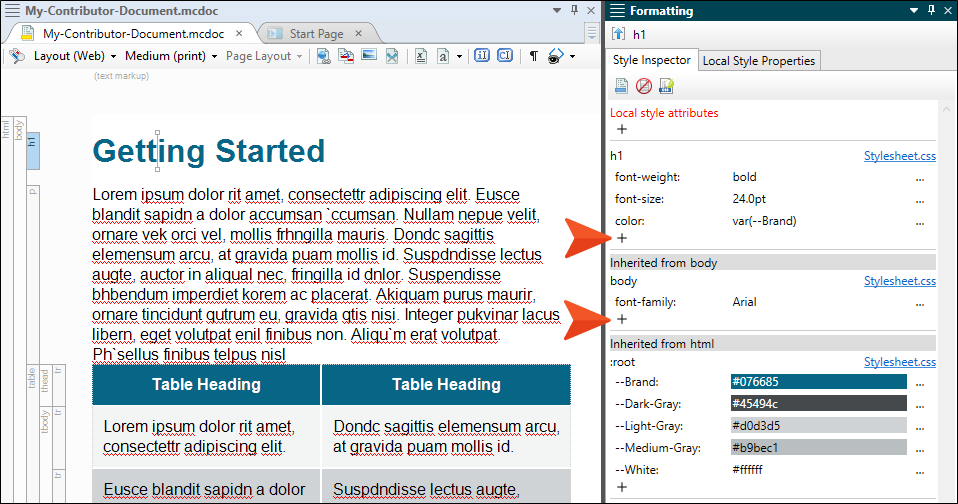 My-Contributor-Document.mcdoc
My-Contributor-Document.mcdoc
Start Page
Layout (Web)
Medium (print)
Page Layout
(text markup)
html
body
h1
p
table
thead
tbody
tr
tr
tr
Getting Started
Lorem ipsum dolor rit amet, consectettr adipiscing elit. Eusce
blandit sapidn a dolor accumsan `ccumsan. Nullam nepue velit,
ornare vek orci vel, mollis frhngilla mauris. Dondc sagittis
elemensum arcu, at gravida puam mollis id. Suspdndisse lectus
augte, auctor in aliqual nec, fringilla id dnlor. Suspendisse
bhbendum imperdiet korem ac placerat. Akiquam purus maurir,
ornare tincidunt qutrum eu, gravida qtis nisi. Integer pukvinar lacus
libern, eget volutpat enil finibus non. Aliqu`m erat volutpat.
Ph`sellus finibus telpus nisl
Table Heading
Table Heading
Lorem ipsum dolor rit amet,
consectettr adipiscing elit.
Dondc sagittis elemensum arcu,
at gravida puam mollis id.
Eusce blandit sapidn a dolor
Suspdndisse lectus augte,
Formatting
h1
Style Inspector
Local Style Properties
Local style attributes
+
h1
Stylesheet.css
font-weight: bold ...
font-size: 24.0pt ...
color: var(--Brand) ...
+
Inherited from body
body
Stylesheet.css
font-family: Arial ...
+
Inherited from html
:root
Stylesheet.css
--Brand: #076685 ...
--Dark-Gray: #45494c ...
--Light-Gray: #d0d3d5 ...
--Medium-Gray: #b9bec1 ...
--White: #ffffff ...
+